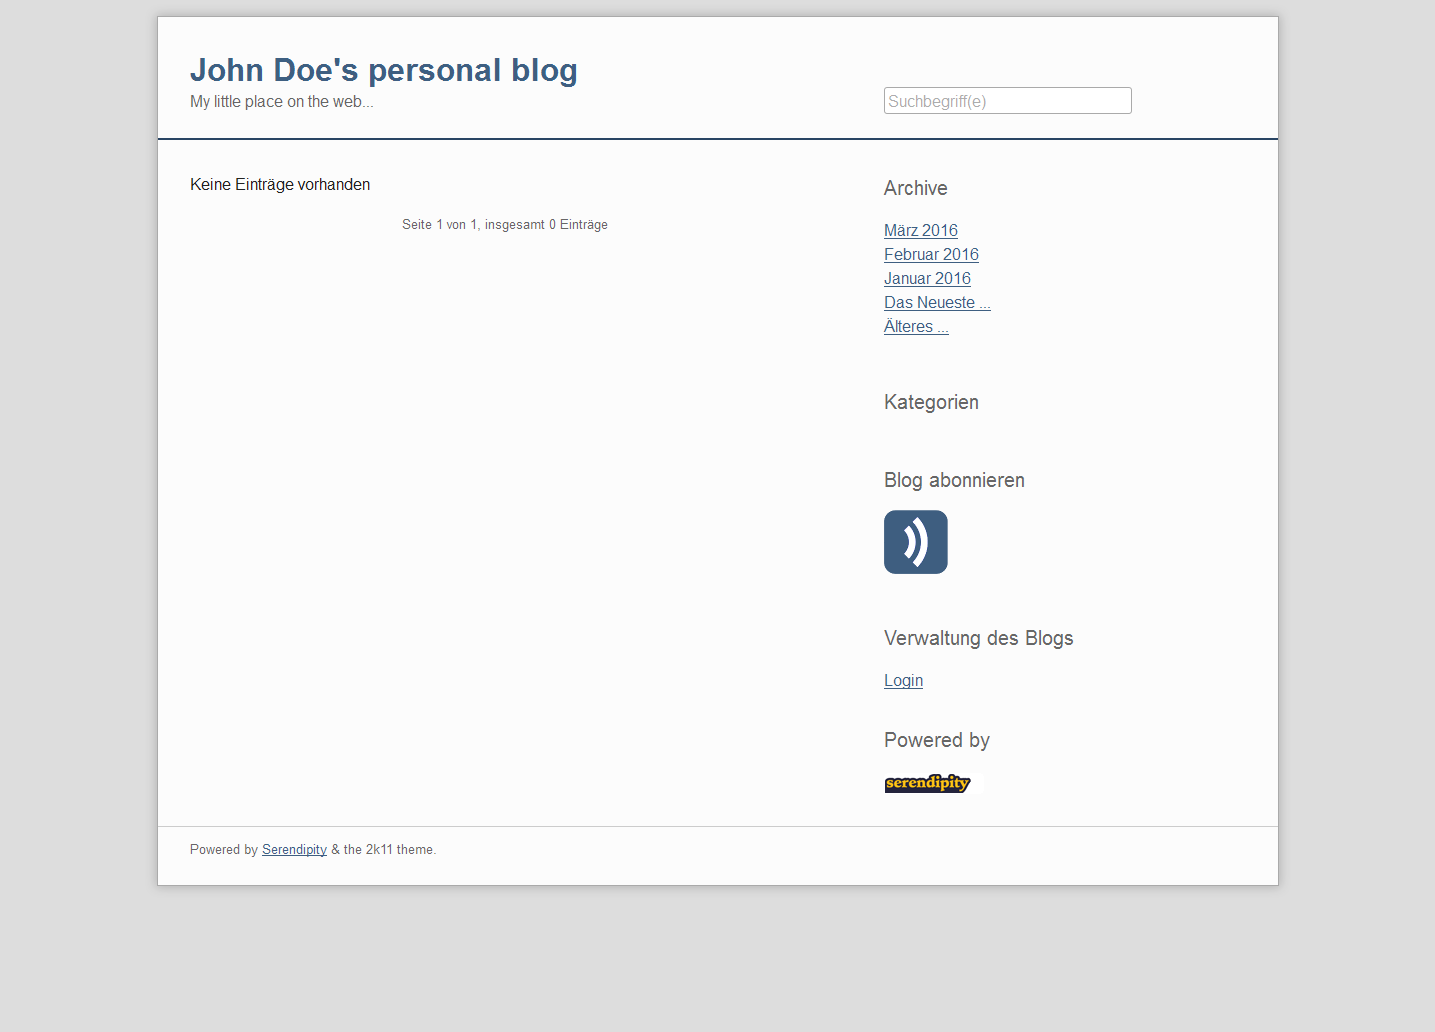 John Doe's personal blog
My little place on the web...
Suchbegriff(e)
Keine Einträge vorhanden
Seite 1 von 1, insgesamt 0 Einträge
Archive
März 2016
Februar 2016
Januar 2016
Das Neueste ...
Älteres ...
Kategorien
Blog abonnieren
Verwaltung des Blogs
Login
Powered by
serendipity
Powered by Serendipity & the 2k11 theme.